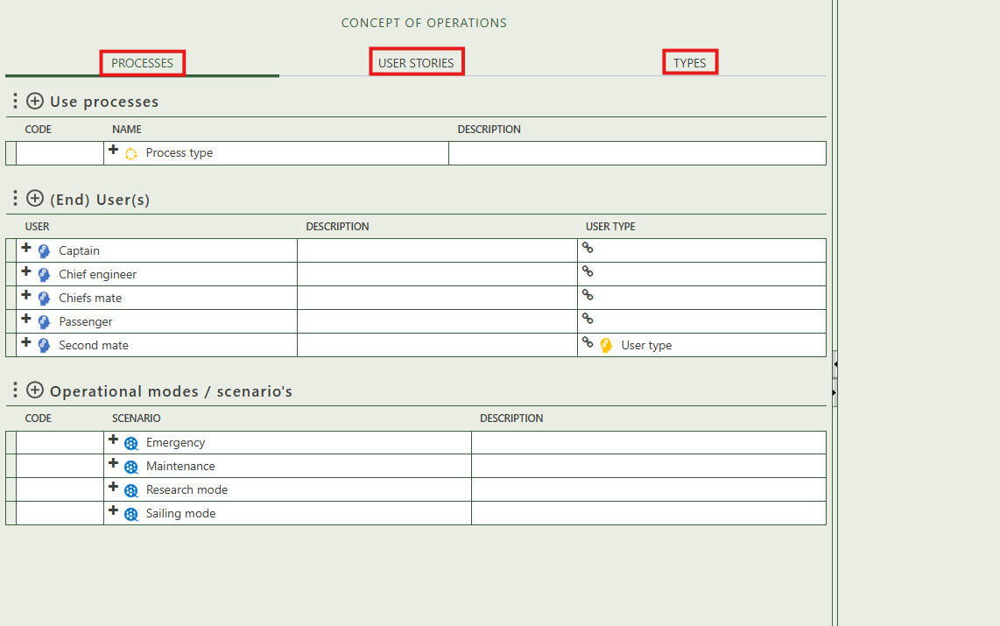 CONCEPT OF OPERATIONS
PROCESSES USER STORIES TYPES
Use processes
CODE NAME DESCRIPTION
Process type
(End) User(s)
USER DESCRIPTION USER TYPE
Captain
Chief engineer
Chiefs mate
Passenger
Second mate User type
Operational modes / scenario's
CODE SCENARIO DESCRIPTION
Emergency
Maintenance
Research mode
Sailing mode